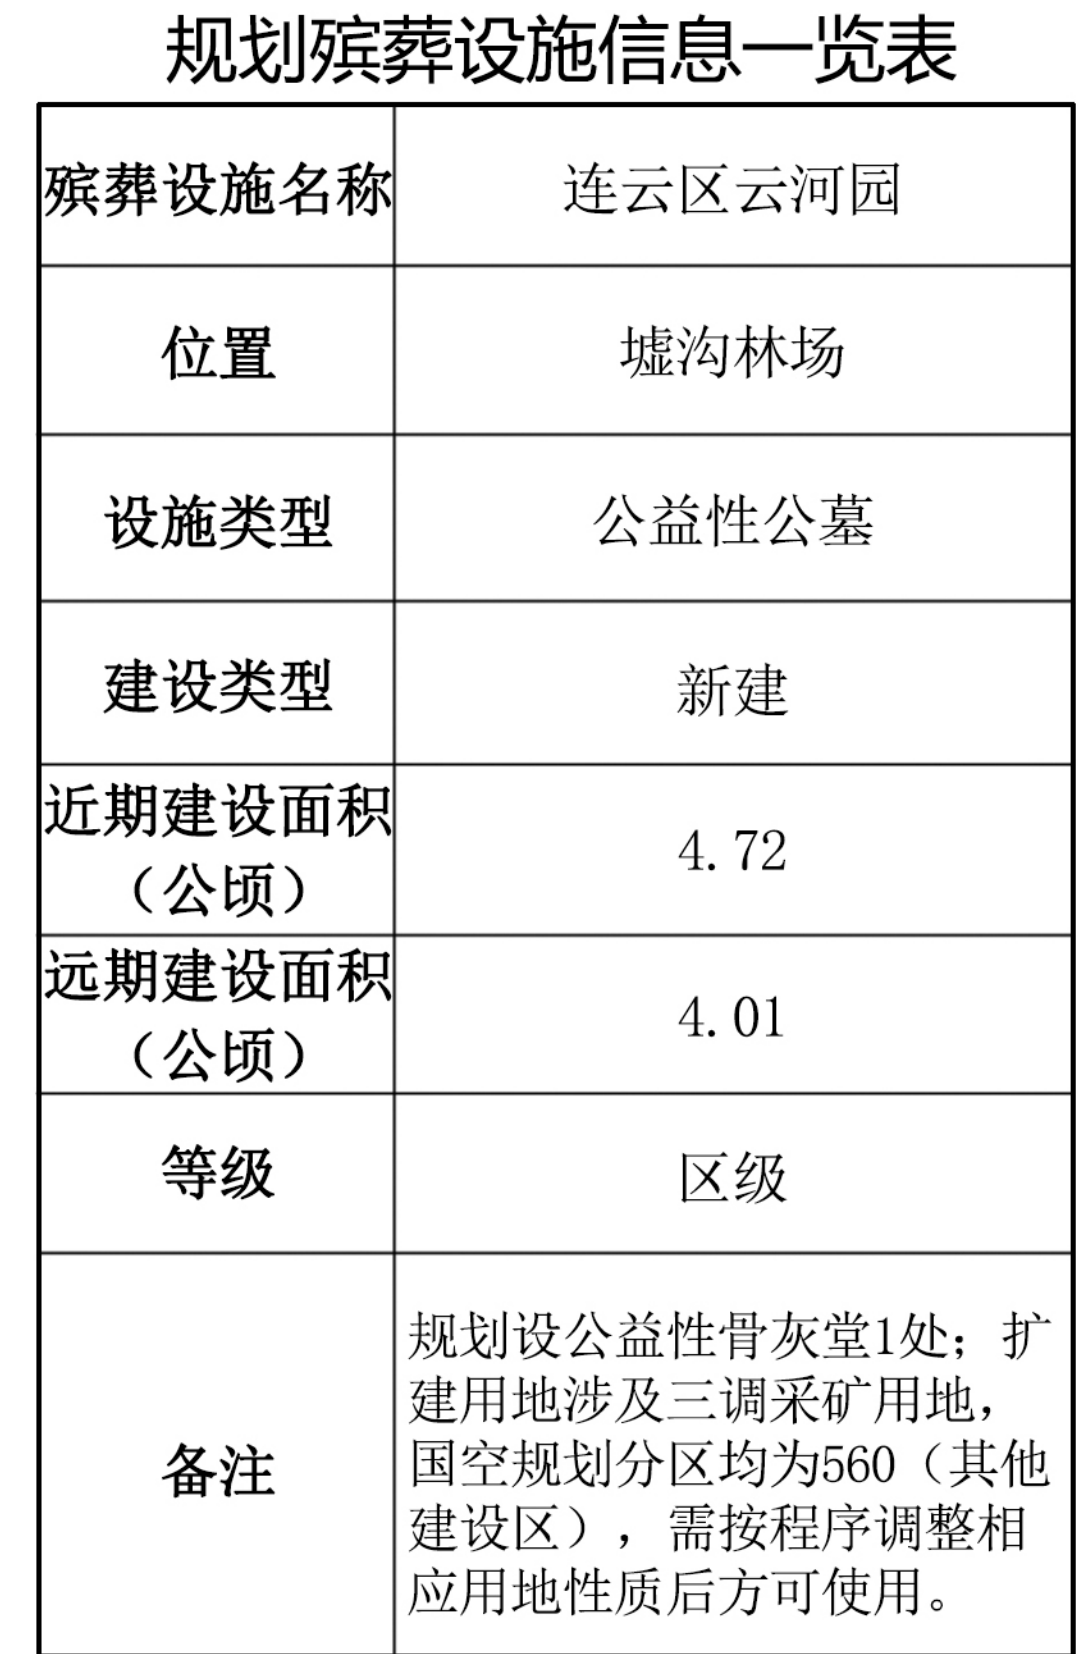 规划殡葬设施信息一览表
殡葬设施名称
连云区云河园
位置
墟沟林场
设施类型
公益性公墓
建设类型
新建
近期建设面积
（公顷）
4.72
远期建设面积
（公顷）
4.01
等级
区级
备注
规划设公益性骨灰堂1处；扩
建用地涉及三调采矿用地，
国空规划分区均为560（其他
建设区），需按程序调整相
应用地性质后方可使用。